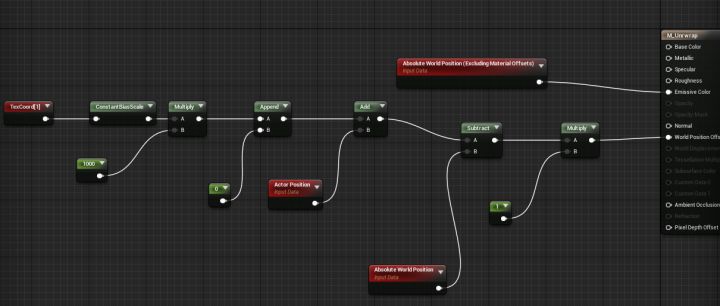 M_Unrwrap
Base Color
Metallic
Specular
Roughness
Emissive Color
Opacity
Opacity Mask
Normal
World Position Offs
World Displacemen
Tessellation Multip
Subsurface Color
Custom Data 0
Custom Data 1
Ambient Occlusion
Refraction
Pixel Depth Offset
Absolute World Position (Excluding Material Offsets)
Input Data
TexCoord[1]
ConstantBiasScale
Multiply
A
B
Append
A
B
Add
A
B
Subtract
A
B
Multiply
A
B
1000
0
Actor Position
Input Data
1
Absolute World Position
Input Data